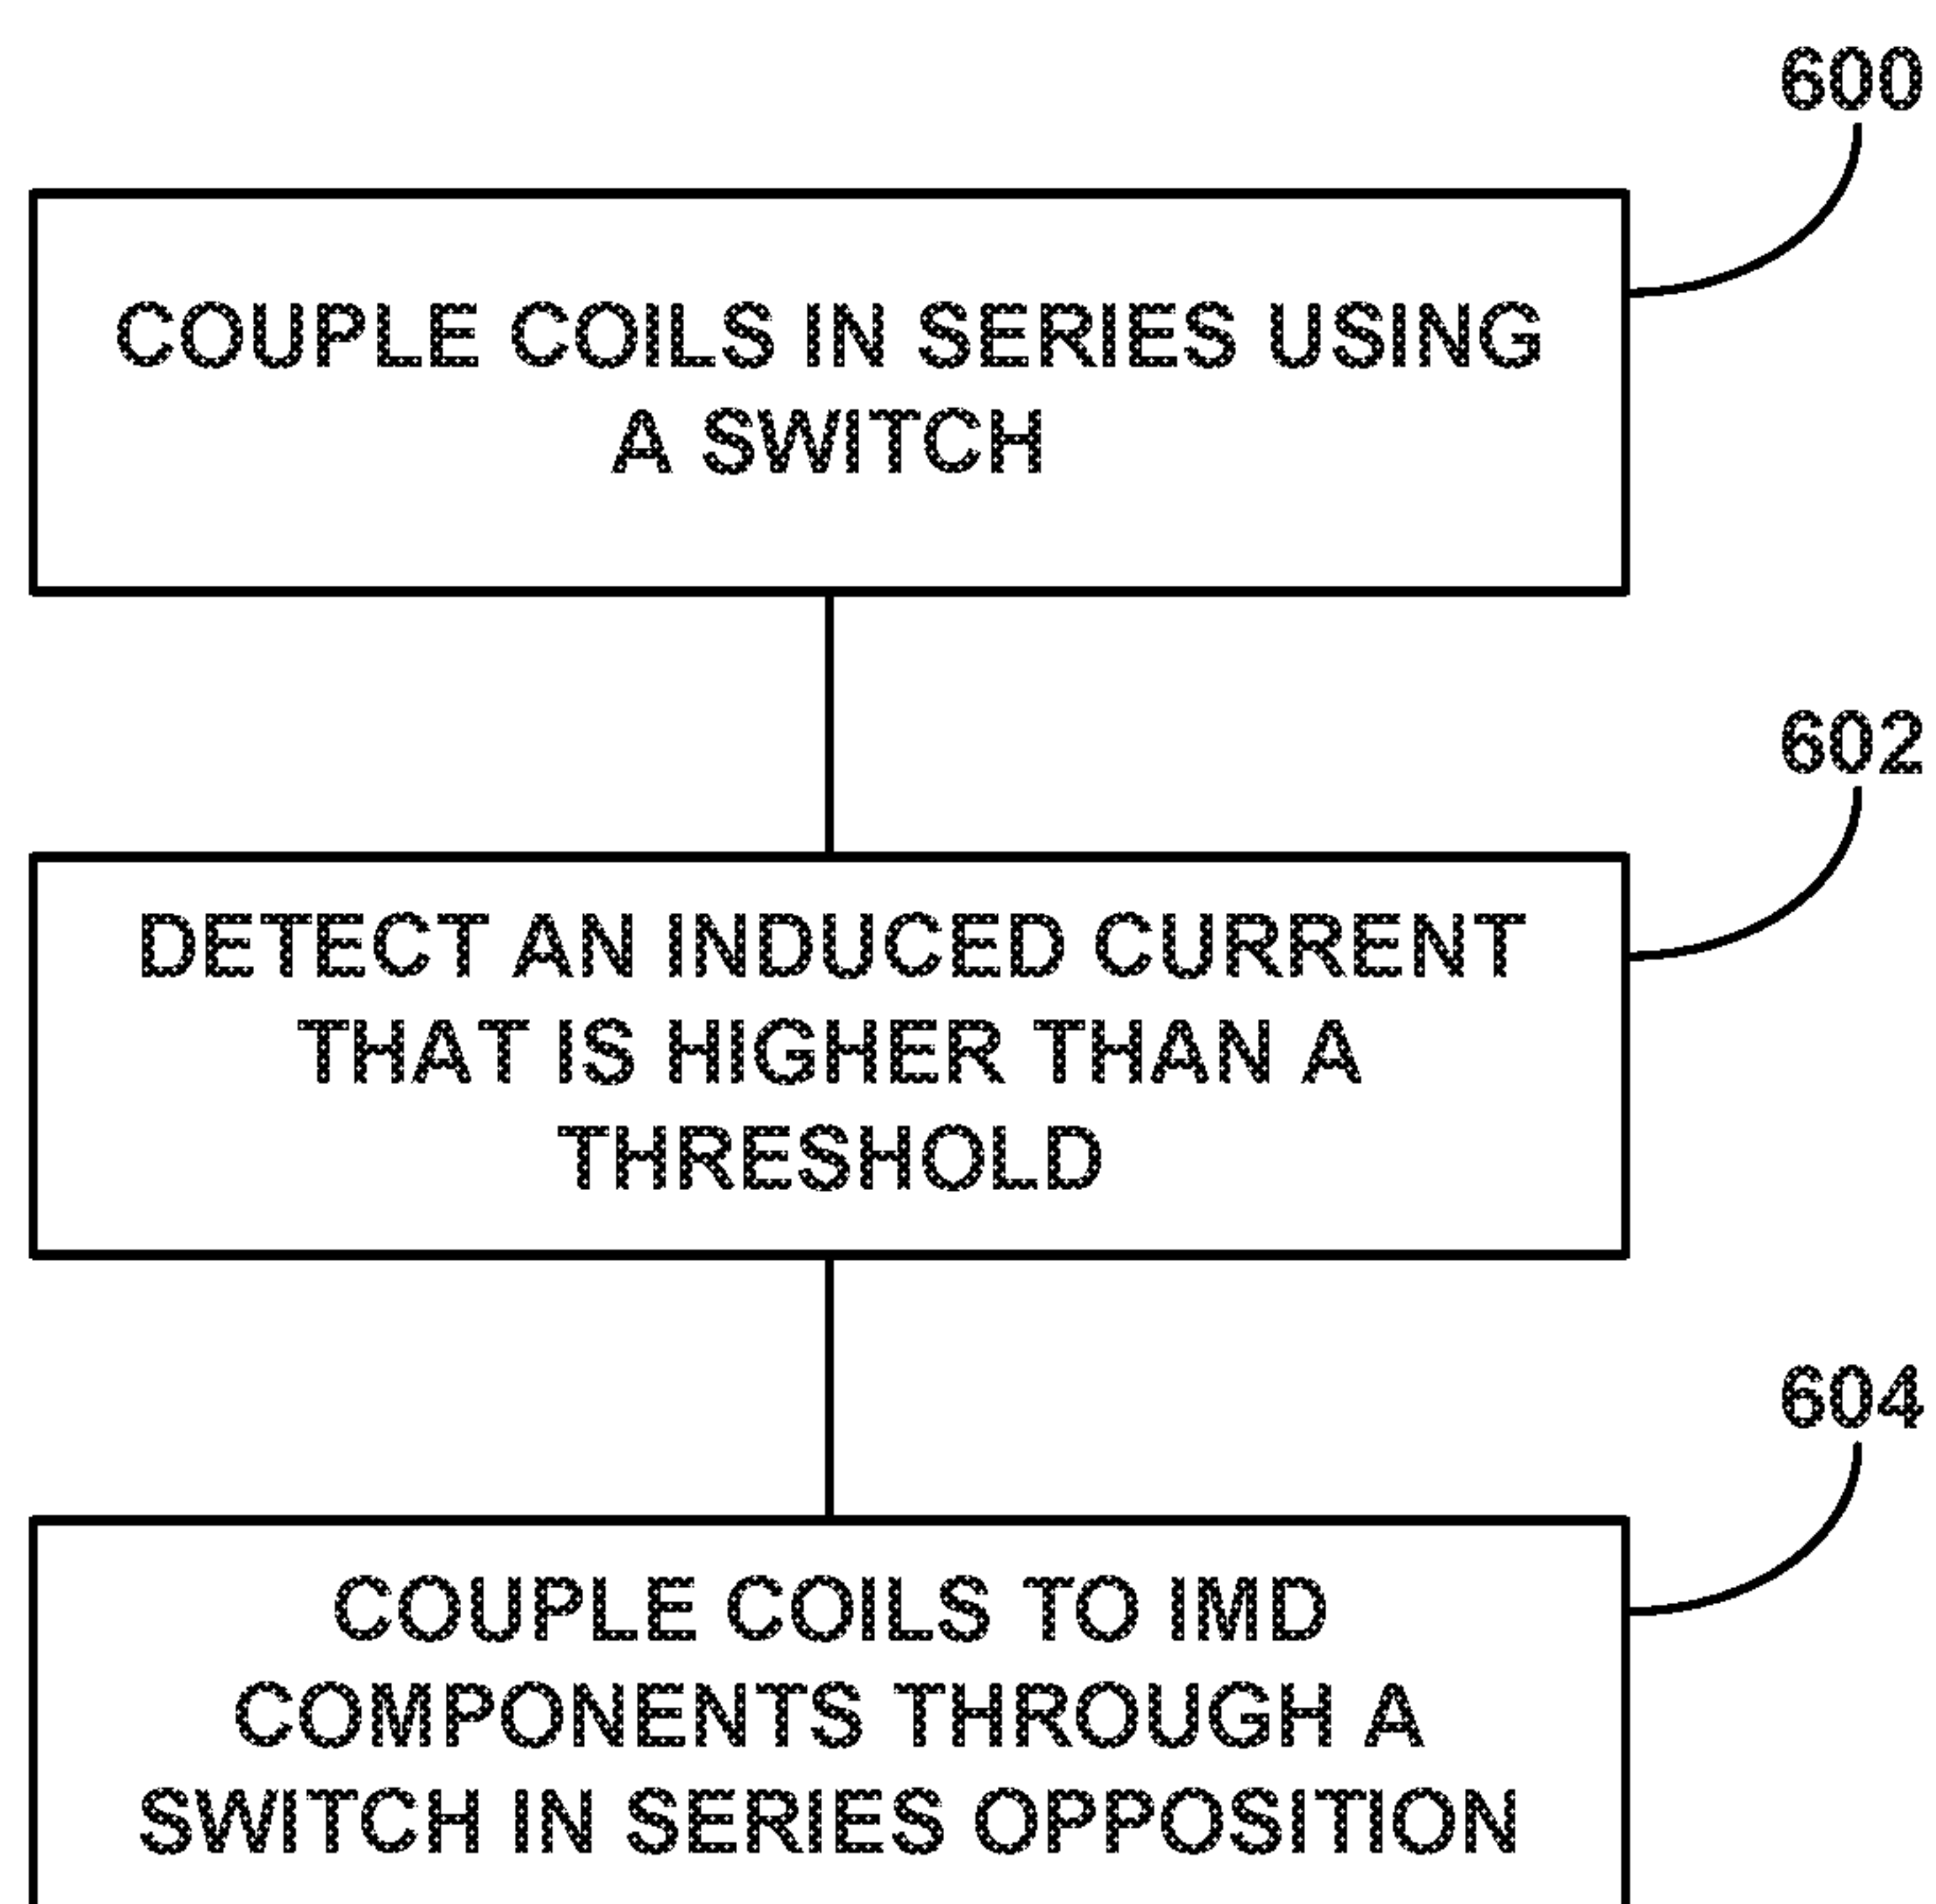 600
COUPLE COILS IN SERIES USING
A SWITCH
602
DETECT AN INDUCED CURRENT
THAT IS HIGHER THAN A
THRESHOLD
604
COUPLE COILS TO IMD
COMPONENTS THROUGH A
SWITCH IN SERIES OPPOSITION